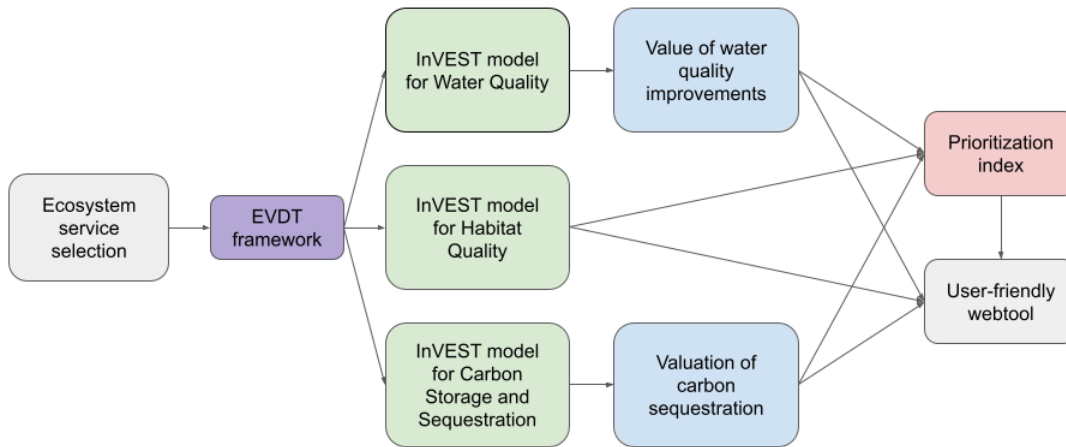 Ecosystem
service
selection
EVDT
framework
InVEST model
for Water Quality
InVEST model
for Habitat
Quality
InVEST model
for Carbon
Storage and
Sequestration
Value of water
quality
improvements
Valuation of
carbon
sequestration
Prioritization
index
User-friendly
webtool